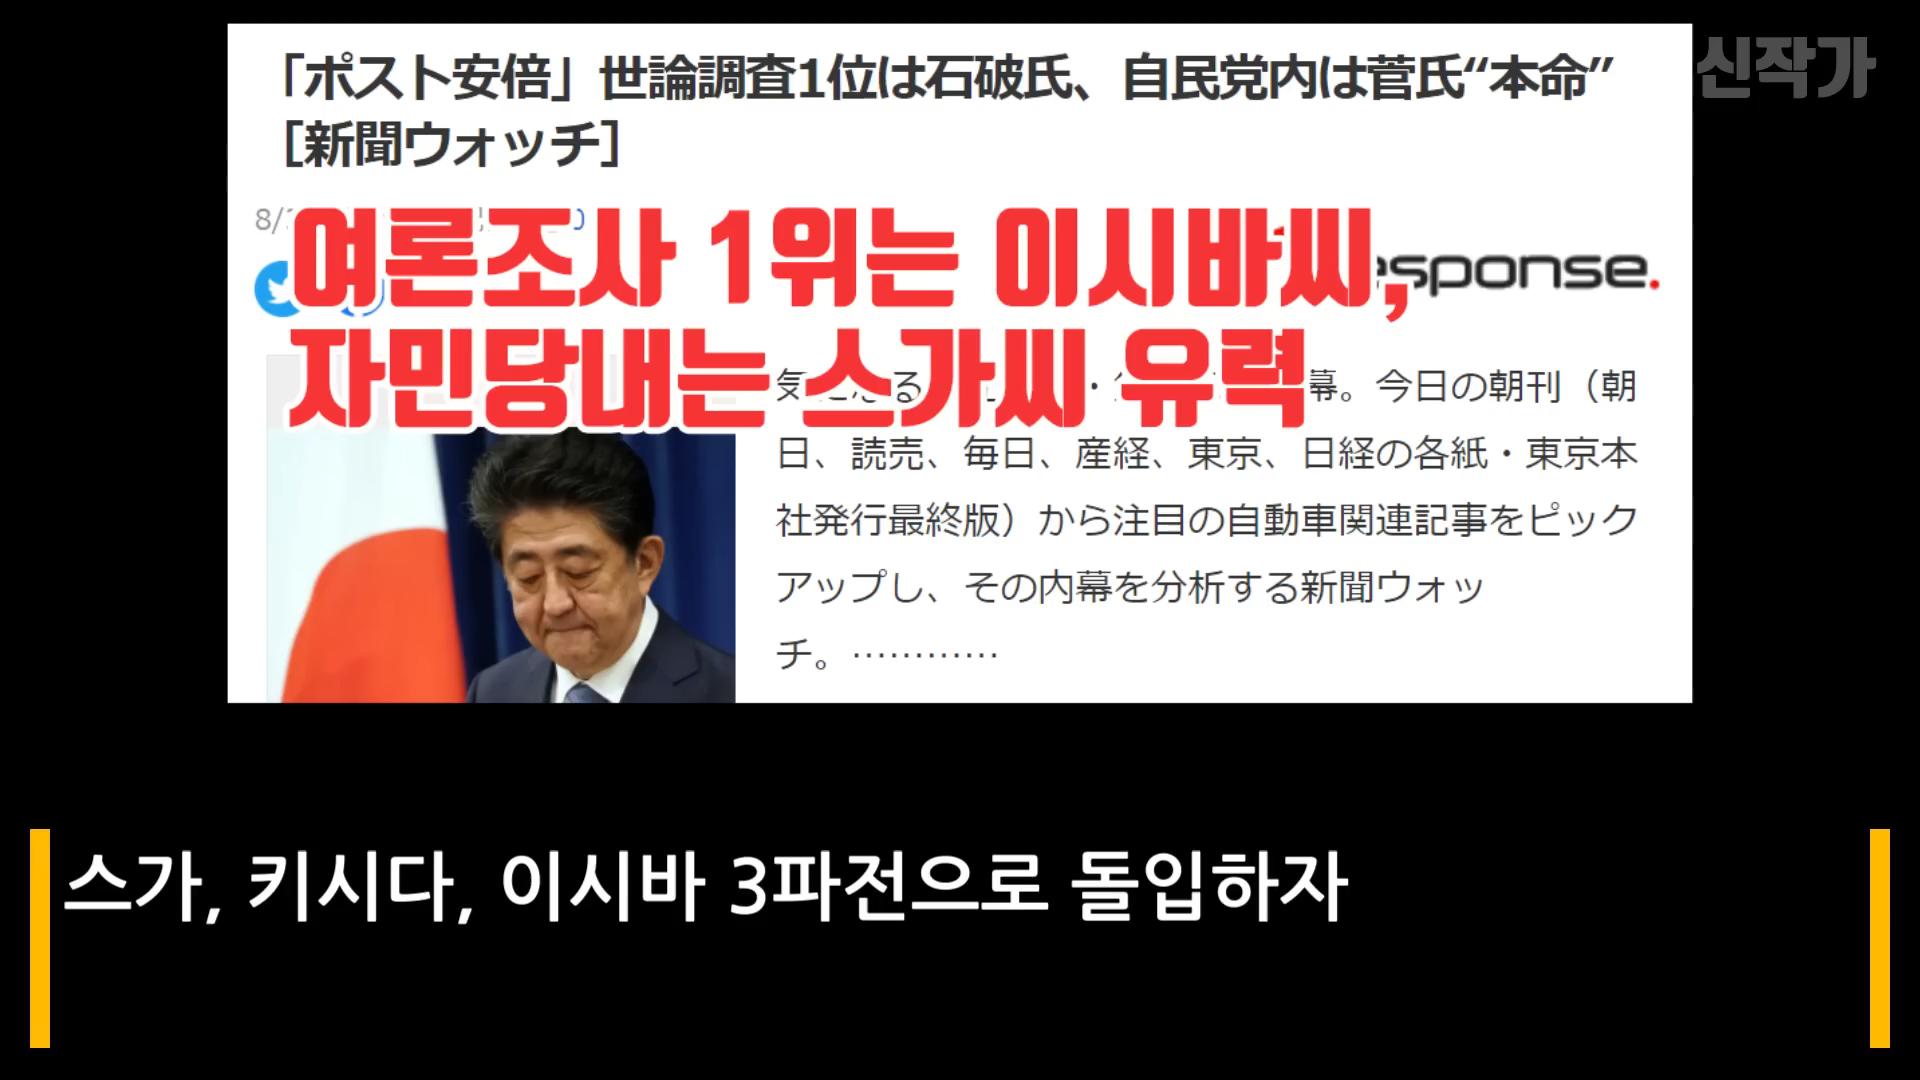 「ポスト安倍」世論調査1位は石破氏、自民党内は菅氏“本命”
[新聞ウォッチ]
신작가
8/
여론조사 1위는 이시바씨,
esponse.
자민당내는 스가씨 유력
幕。今日の朝刊（朝
日、読売、毎日、産経、東京、日経の各紙・東京本
社発行最終版）から注目の自動車関連記事をピック
アップし、その内幕を分析する新聞ウォッ
チ。…………
스가, 키시다, 이시바 3파전으로 돌입하자